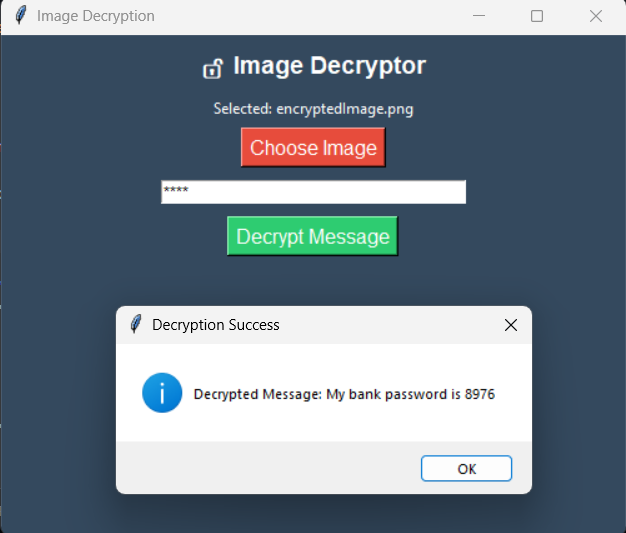 Image Decryption
Image Decryptor
Selected: encryptedImage.png
Choose Image
****
Decrypt Message
Decryption Success
Decrypted Message: My bank password is 8976
OK